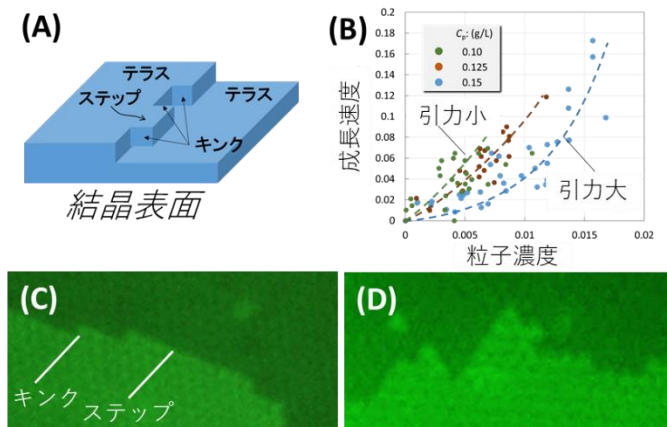 (A)
テラス
テラス
ステップ
キンク
結晶表面
(B)
Cp: (g/L)
0.10
0.125
0.15
引力小
引力大
成長速度
0.2
0.18
0.16
0.14
0.12
0.1
0.08
0.06
0.04
0.02
0
0
0.005
0.01
0.015
0.02
粒子濃度
(C)
キンク
ステップ
(D)